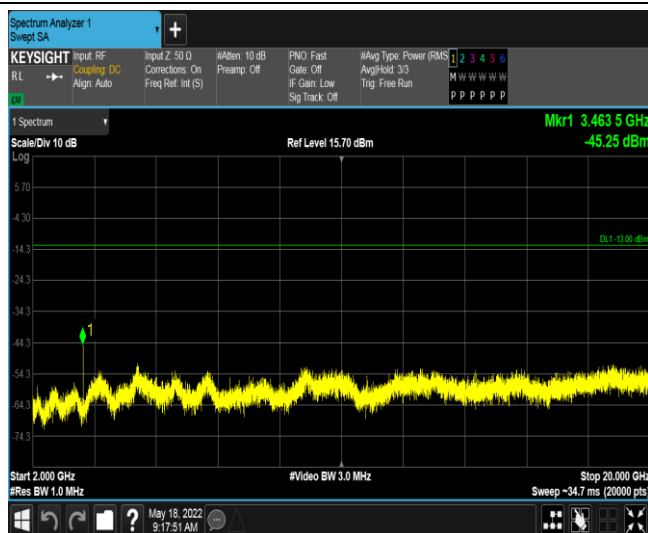 Spectrum Analyzer 1
Swept SA
+
KEYSIGHT Input: RF Input Z: 50 Ω #Atten: 10 dB PNO: Fast #Avg Type: Power (RMS 1 2 3 4 5 6
RL Coupling: DC Corrections: On Preamp: Off Gate: Off Avg|Hold: 3/3 M W W W W W
Align: Auto Freq Ref: Int (S) IF Gain: Low Trig: Free Run
Sig Track: Off P P P P P P
1 Spectrum Mkr1 3.463 5 GHz
Scale/Div 10 dB Ref Level 15.70 dBm -45.25 dBm
Log
5.70
-4.30
DL1 -13.00 dBm
-14.3
-24.3
-34.3
1
-44.3
-54.3
-64.3
-74.3
Start 2.000 GHz #Video BW 3.0 MHz Stop 20.000 GHz
#Res BW 1.0 MHz Sweep ~34.7 ms (20000 pts)
? May 18, 2022
9:17:51 AM